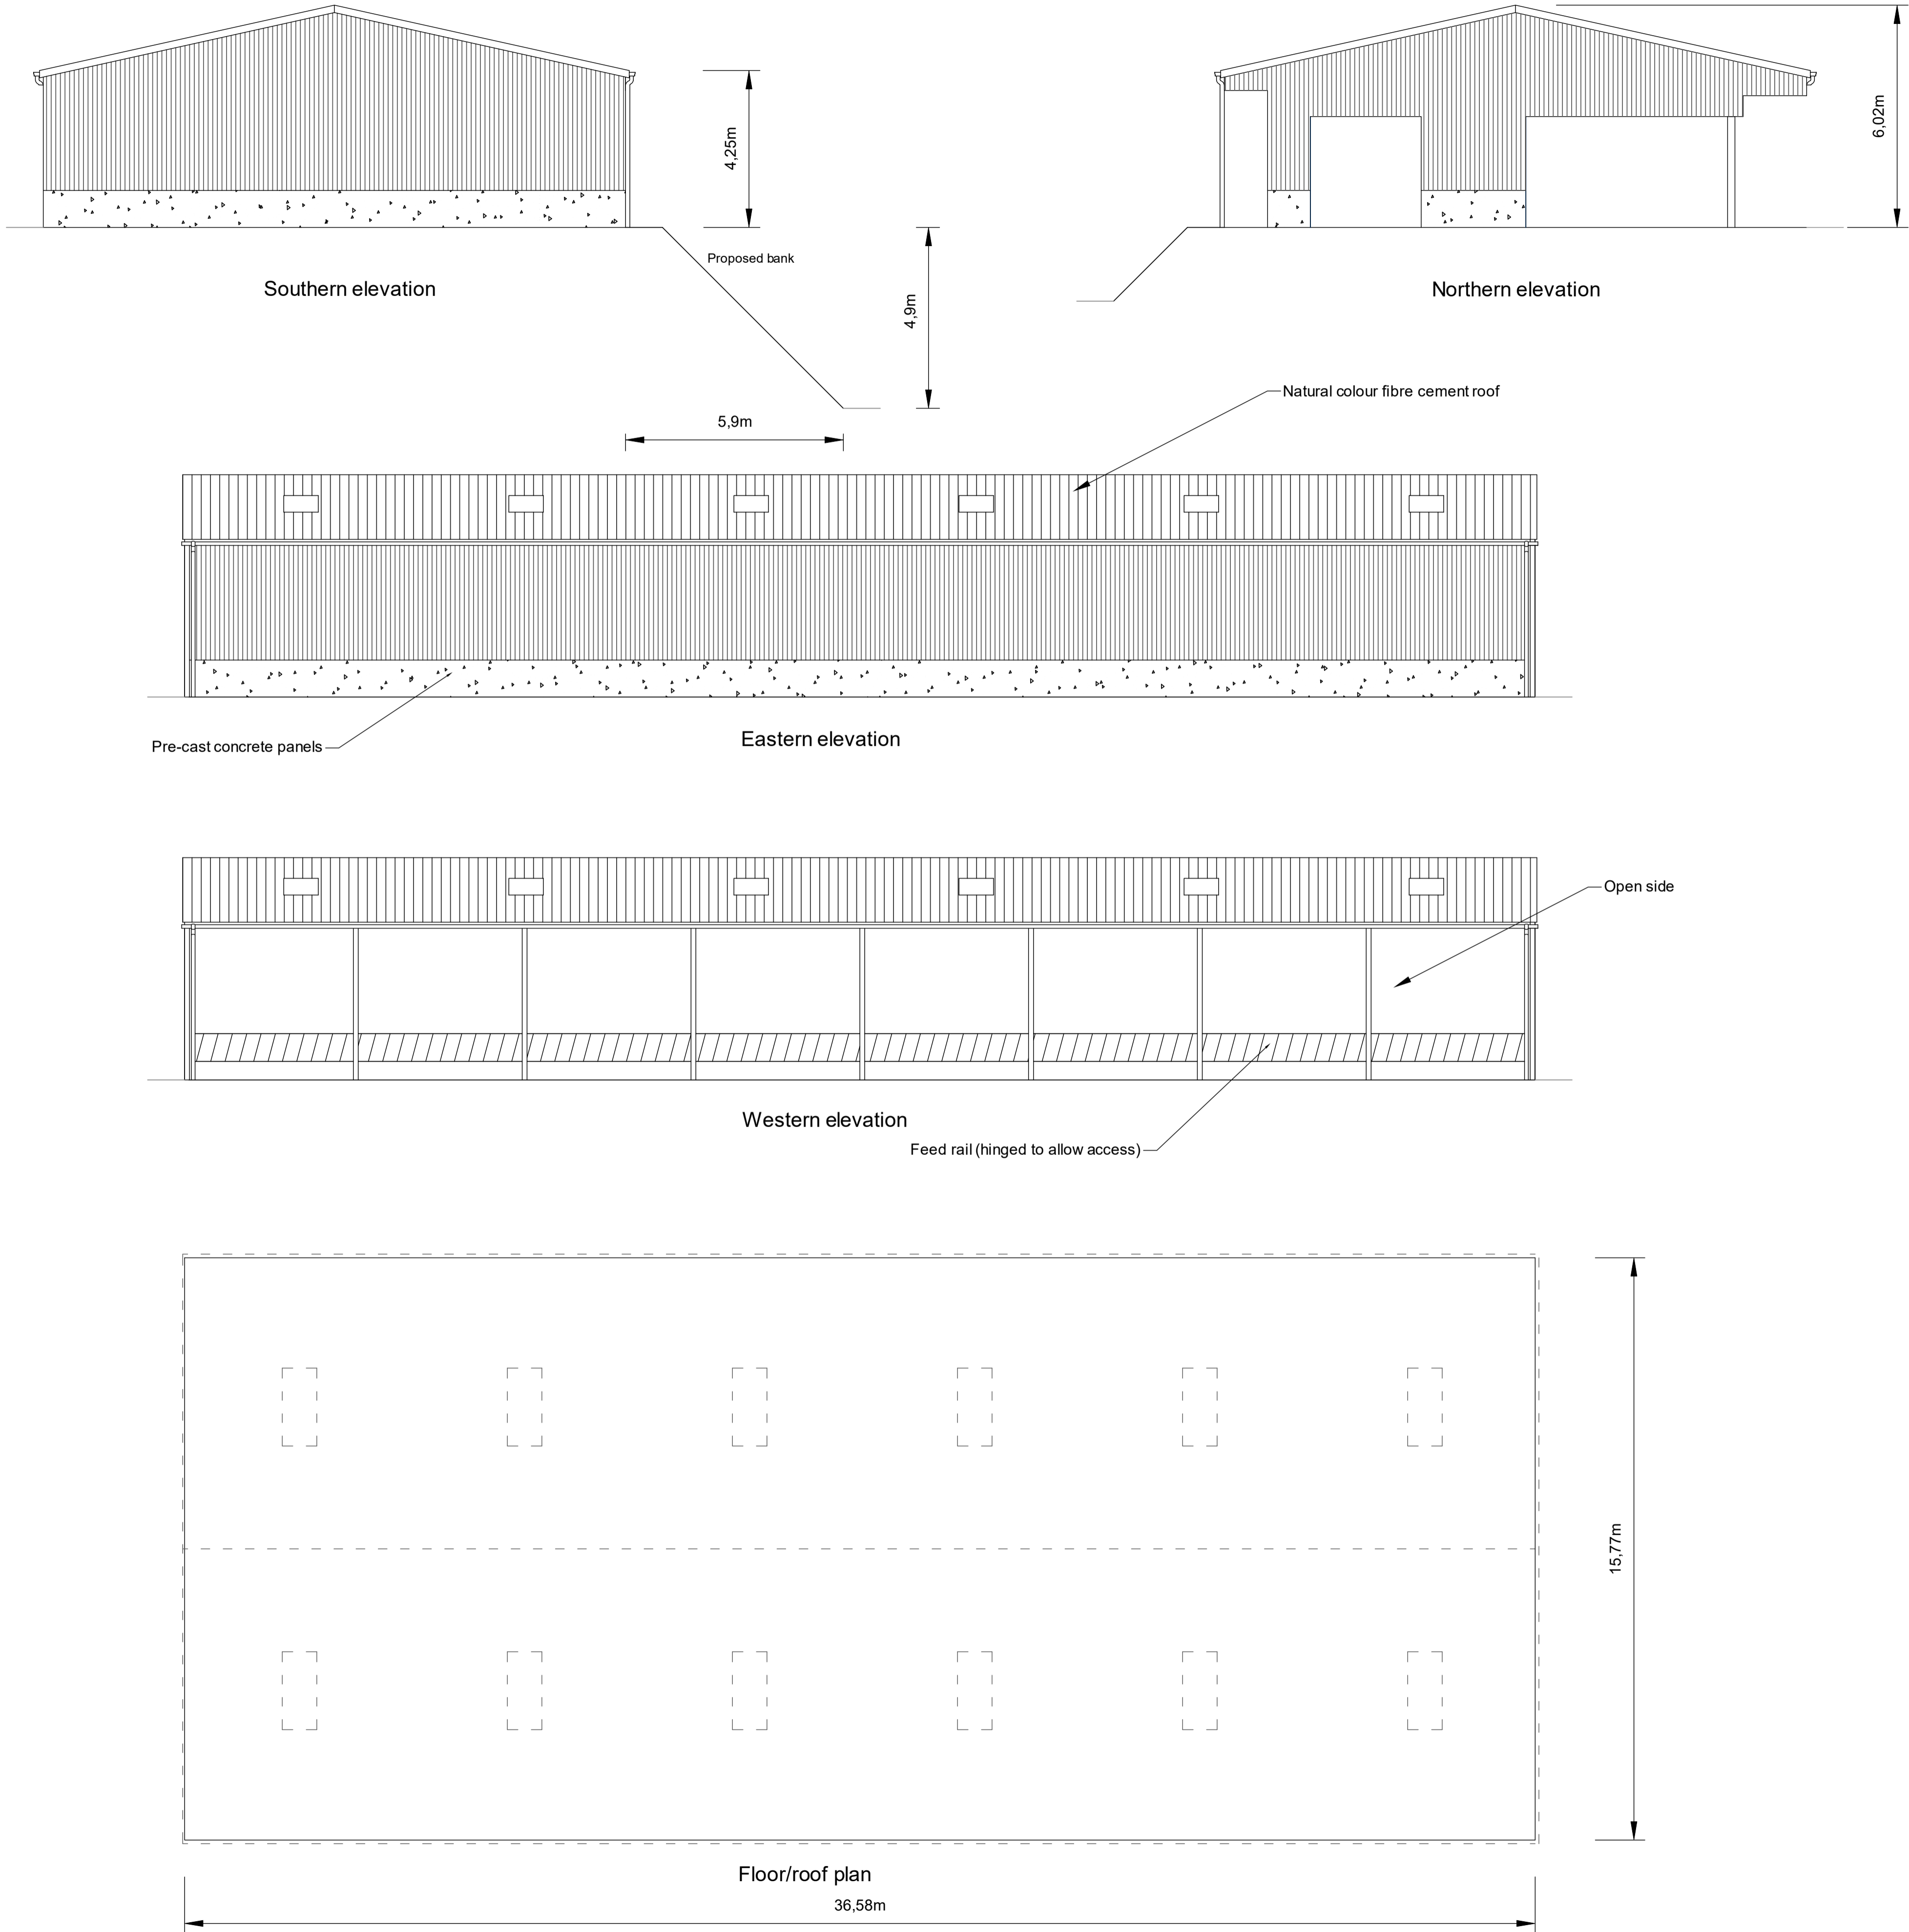 6,02m
4,25m
Proposed bank
Southern elevation
Northern elevation
4,9m
Natural colour fibre cement roof
5,9m
Eastern elevation
Pre-cast concrete panels
Open side
Western elevation
Feed rail (hinged to allow access)
15,77m
Floor/roof plan
36,58m